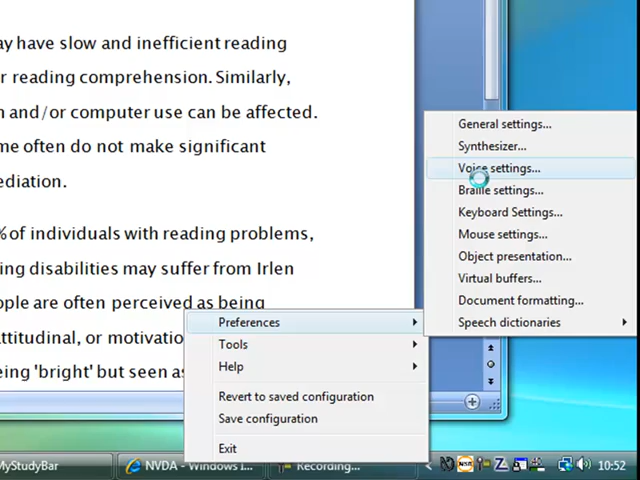 ay have slow and inefficient reading
r reading comprehension. Similarly,
n and/or computer use can be affected.
me often do not make significant
ediation.
% of individuals with reading problems,
ing disabilities may suffer from Irlen
ople are often perceived as being
attitudinal, or motivatio
eing 'bright' but seen as
General settings...
Synthesizer...
Voice settings...
Braille settings...
Keyboard Settings...
Mouse settings...
Object presentation...
Virtual buffers...
Document formatting...
Speech dictionaries
Preferences
Tools
Help
Revert to saved configuration
Save configuration
Exit
MyStudyBar
NVDA - Windows I...
Recording...
10:52